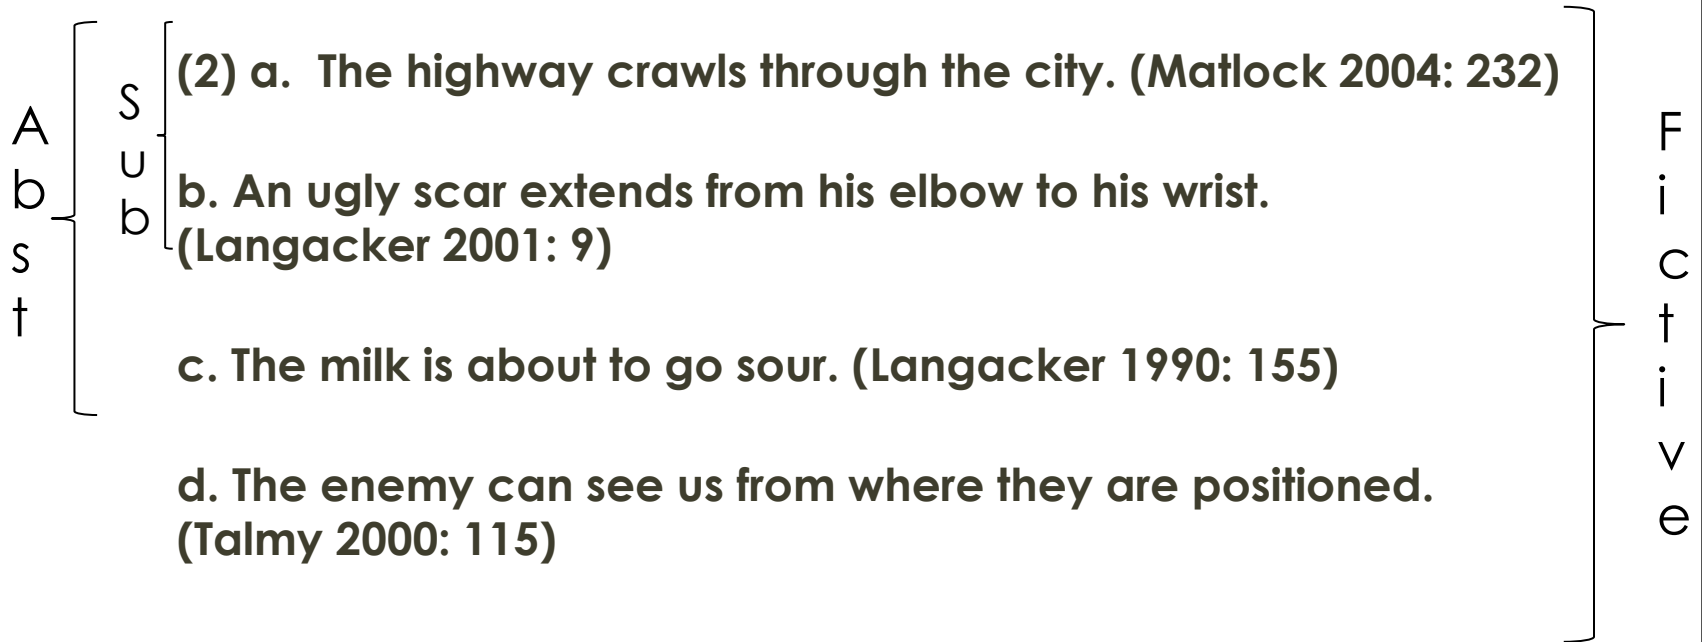 Abst
Sub
(2) a. The highway crawls through the city. (Matlock 2004: 232)
b. An ugly scar extends from his elbow to his wrist.
(Langacker 2001: 9)
c. The milk is about to go sour. (Langacker 1990: 155)
d. The enemy can see us from where they are positioned.
(Talmy 2000: 115)
Fictive